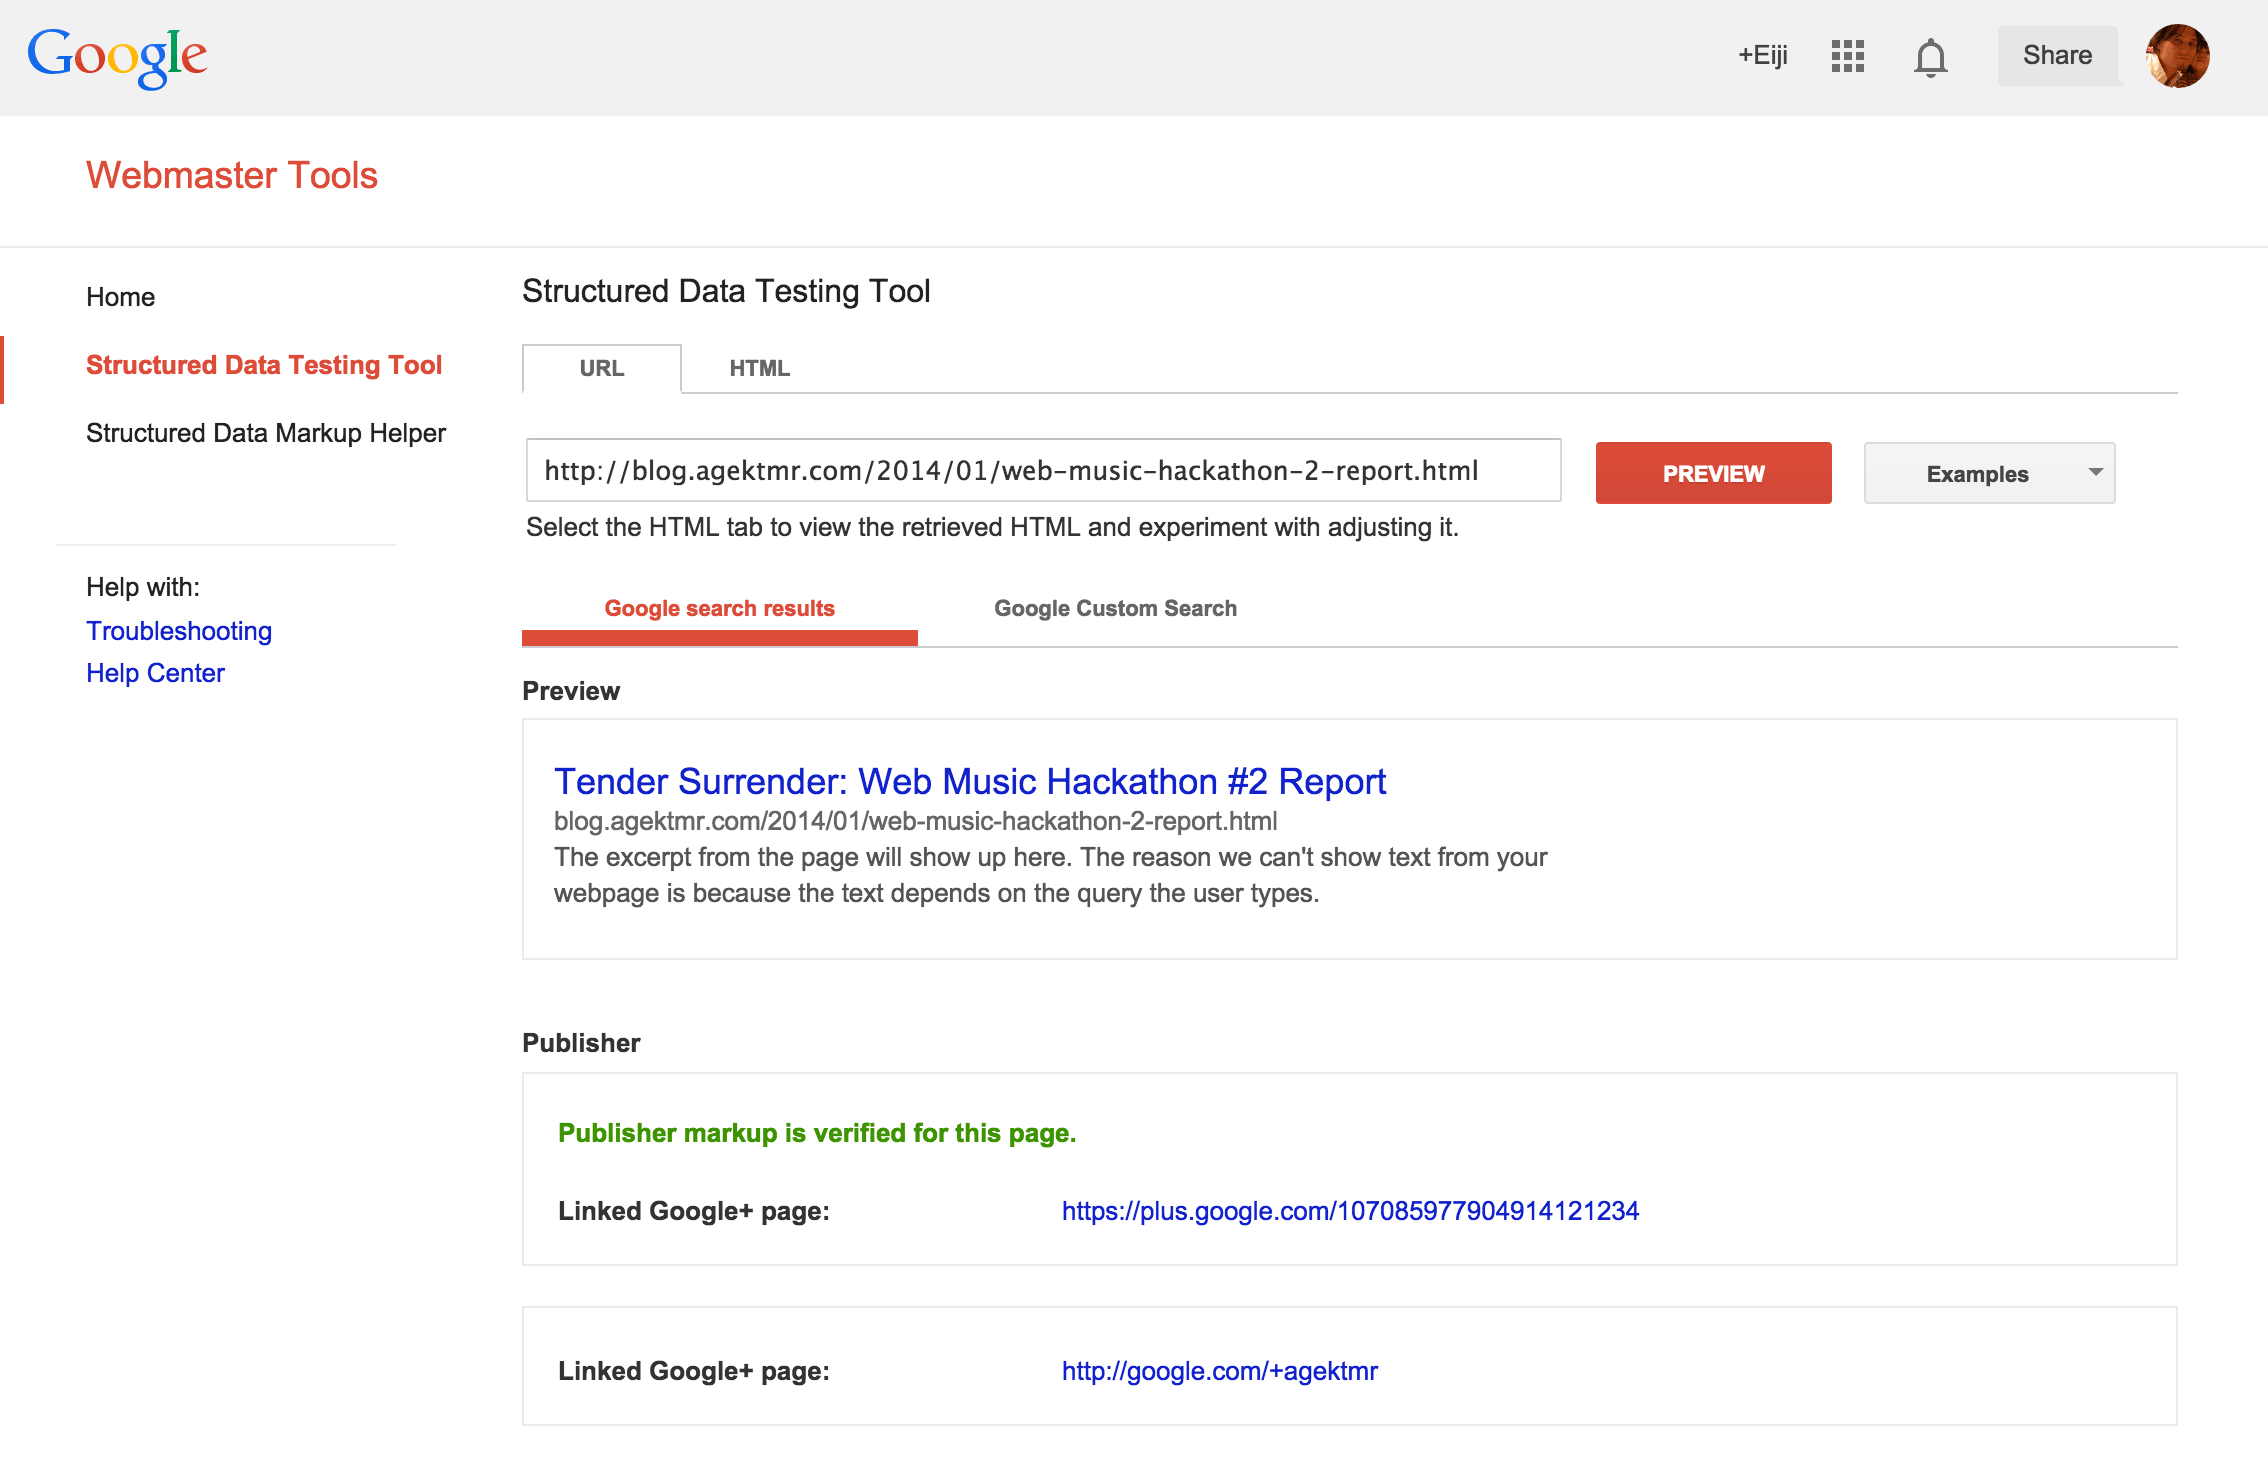 Google
+Eiji
Share
Webmaster Tools
Home
Structured Data Testing Tool
Structured Data Markup Helper
Help with:
Troubleshooting
Help Center
Structured Data Testing Tool
URL HTML
http://blog.agektmr.com/2014/01/web-music-hackathon-2-report.html PREVIEW Examples
Select the HTML tab to view the retrieved HTML and experiment with adjusting it.
Google search results Google Custom Search
Preview
Tender Surrender: Web Music Hackathon #2 Report
blog.agektmr.com/2014/01/web-music-hackathon-2-report.html
The excerpt from the page will show up here. The reason we can't show text from your
webpage is because the text depends on the query the user types.
Publisher
Publisher markup is verified for this page.
Linked Google+ page: https://plus.google.com/107085977904914121234
Linked Google+ page: http://google.com/+agektmr